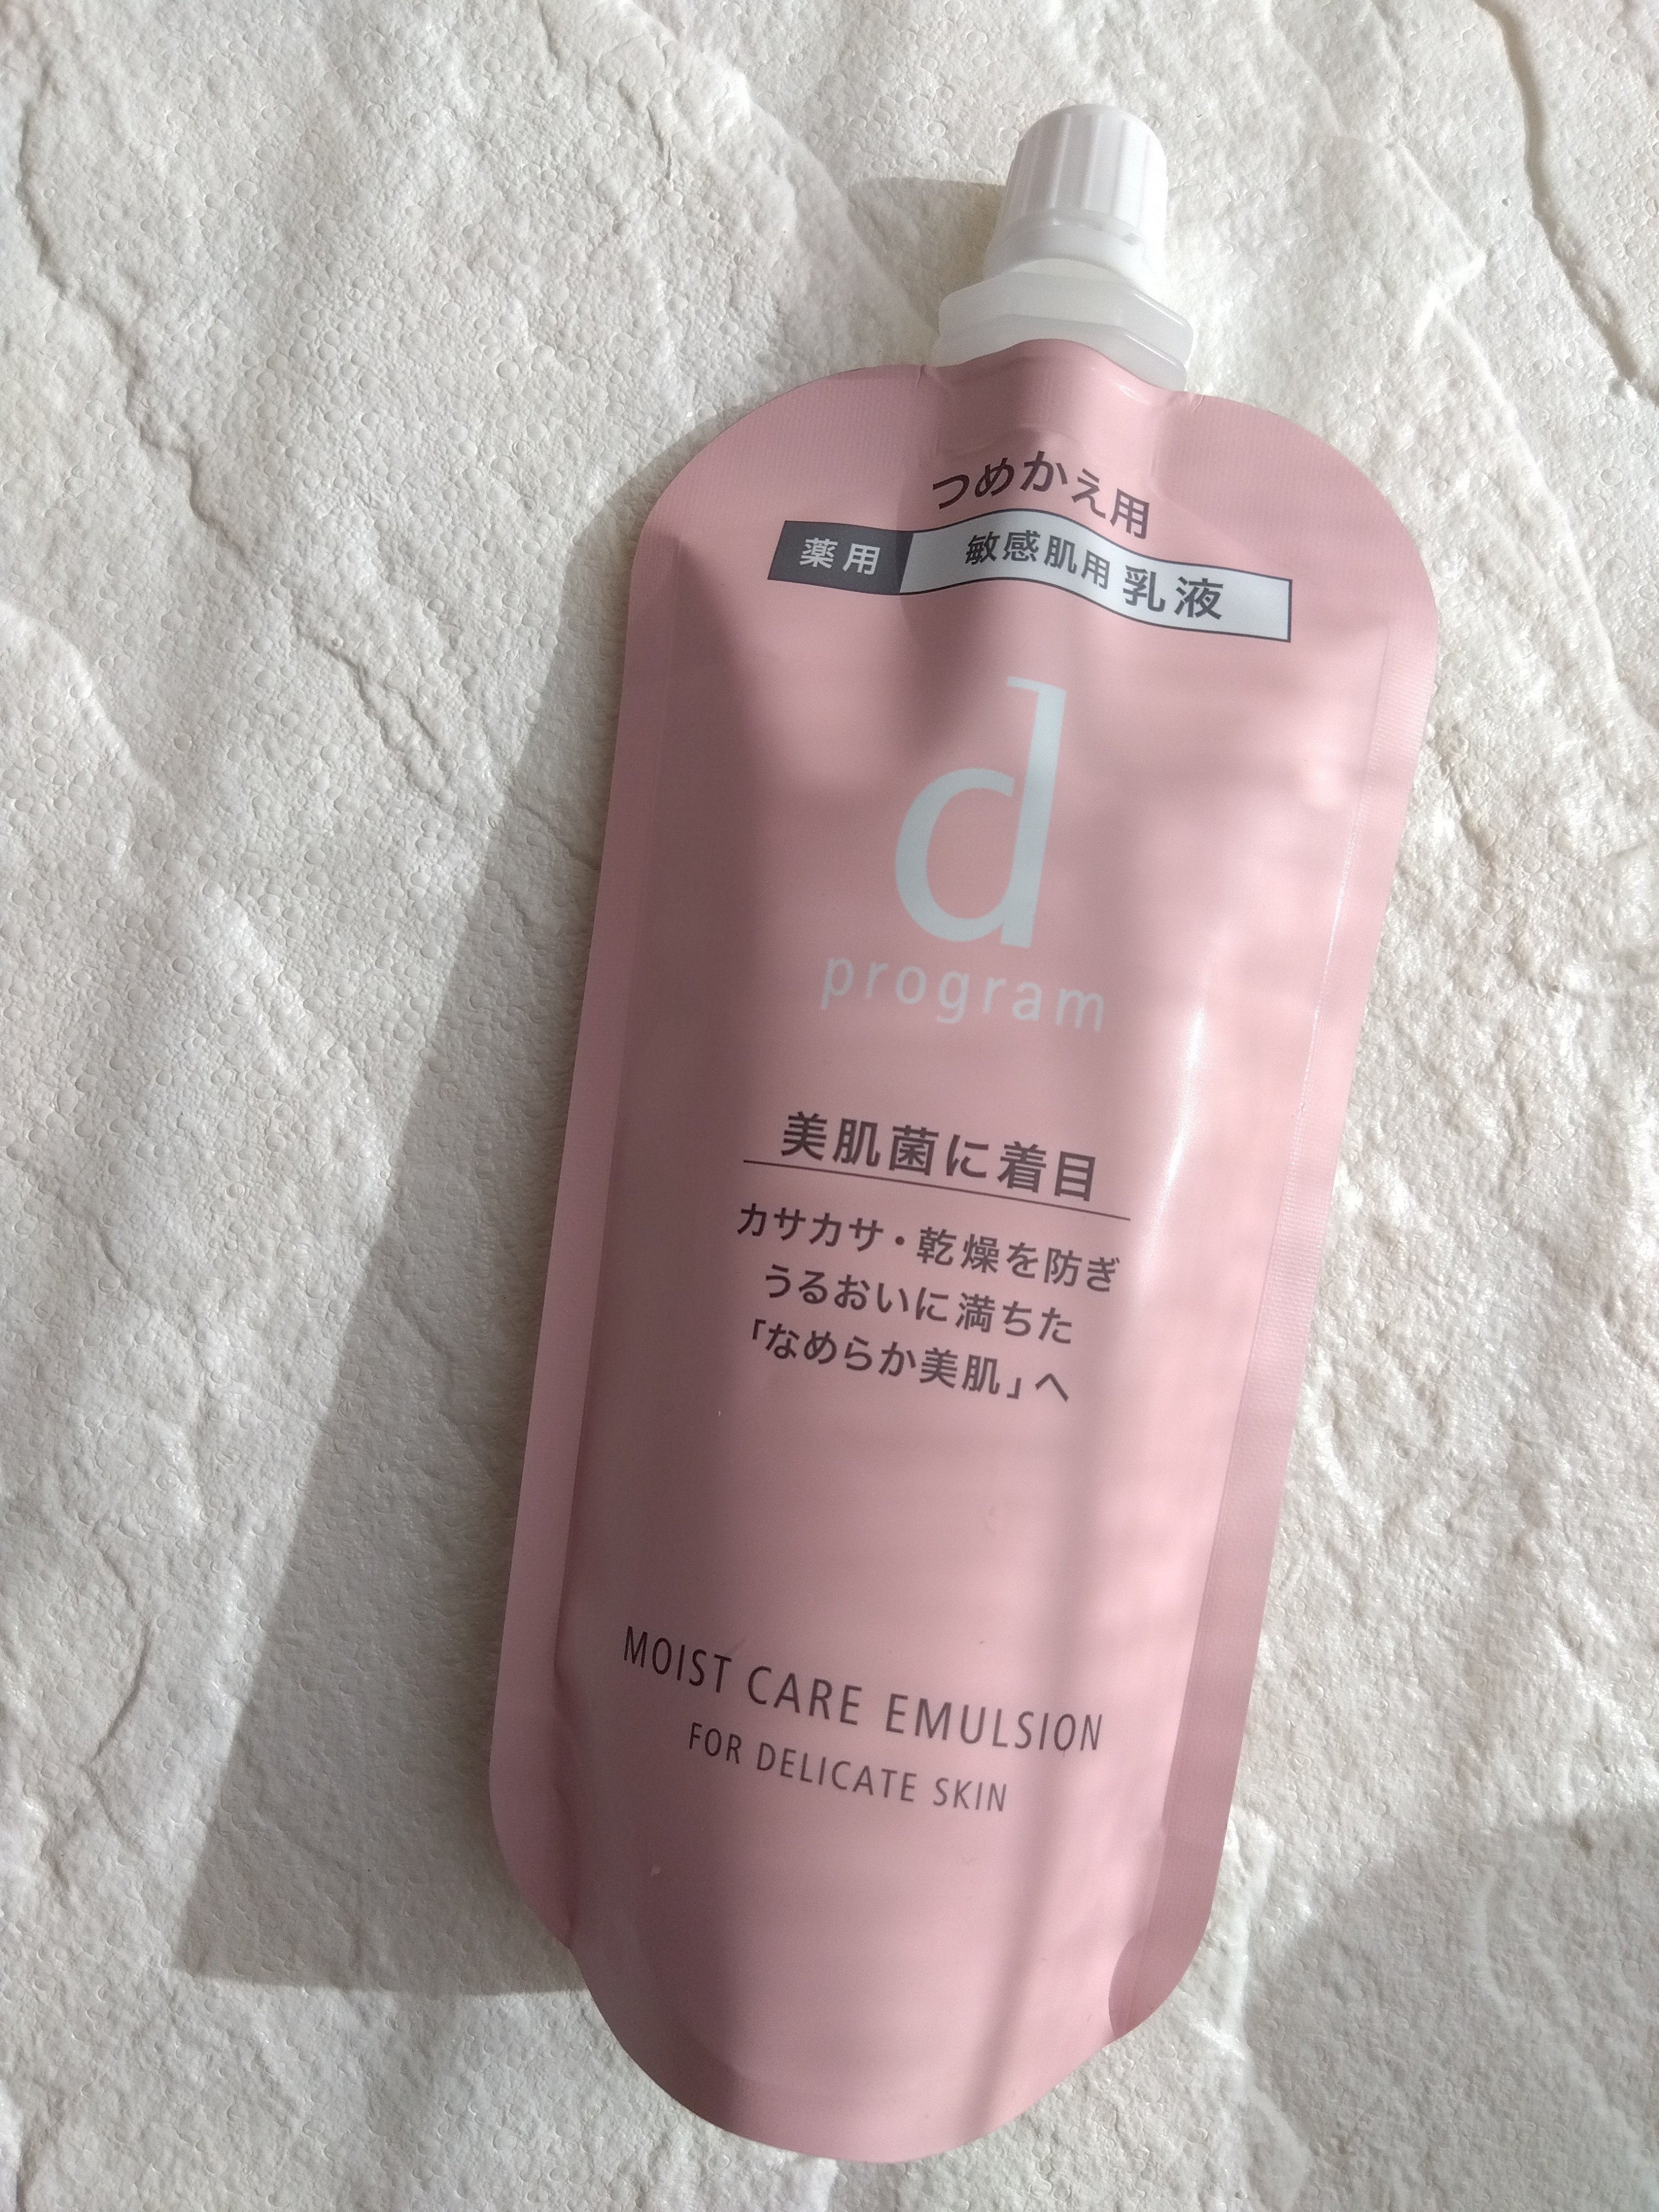 つめかえ用
薬用 敏感肌用 乳液
d
program
美肌菌に着目
カサカサ・乾燥を防ぎ
うるおいに満ちた
「なめらか美肌」へ
MOIST CARE EMULSION
FOR DELICATE SKIN